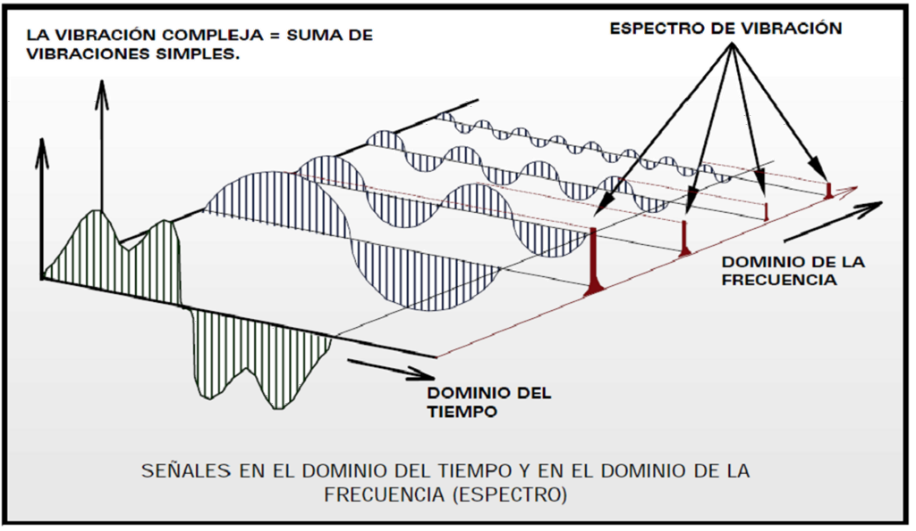 LA VIBRACIÓN COMPLEJA = SUMA DE
VIBRACIONES SIMPLES.
ESPECTRO DE VIBRACIÓN
DOMINIO DE LA
FRECUENCIA
DOMINIO DEL
TIEMPO
SEÑALES EN EL DOMINIO DEL TIEMPO Y EN EL DOMINIO DE LA
FRECUENCIA (ESPECTRO)